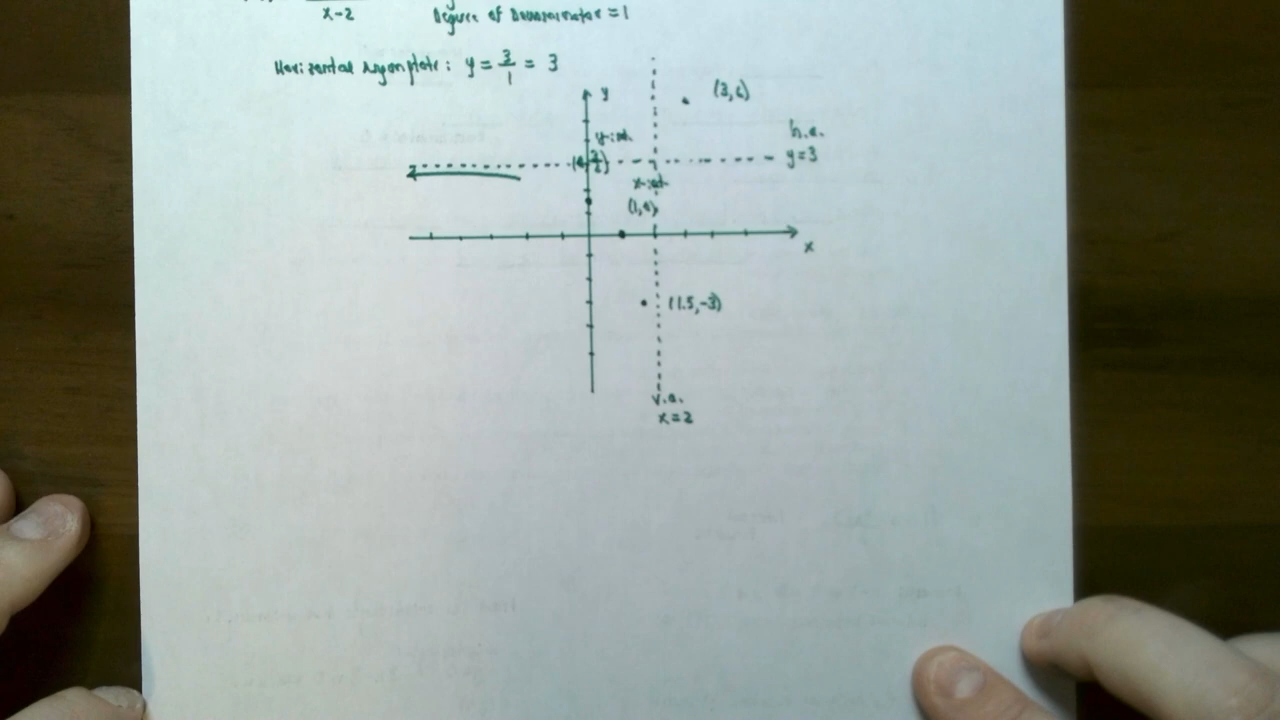 x-2
Degree of Denominator = 1
Horizontal Asymptote: y = 3/1 = 3
y
(3,6)
y-int.
h.a.
y=3
x-int.
(1,0)
x
(1.5,-3)
v.a.
x=2